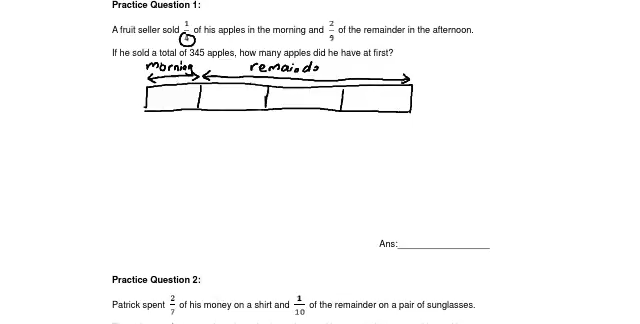 Practice Question 1:
A fruit seller sold 1/4 of his apples in the morning and 2/9 of the remainder in the afternoon.
If he sold a total of 345 apples, how many apples did he have at first?
morning remainde
Ans:
Practice Question 2:
Patrick spent 2/7 of his money on a shirt and 1/10 of the remainder on a pair of sunglasses.